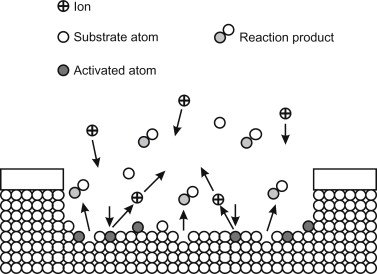 Ion
Substrate atom
Reaction product
Activated atom